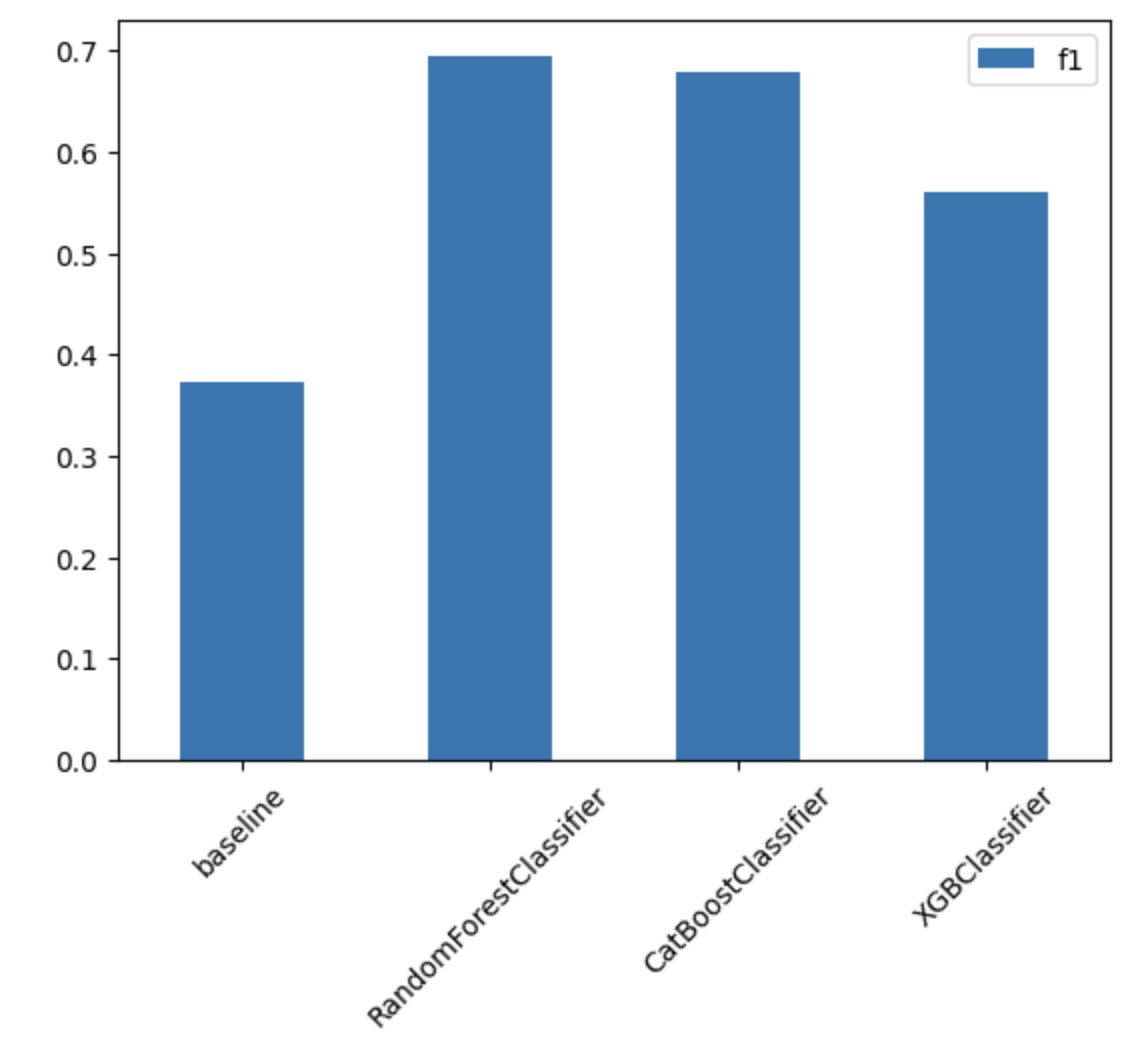 0.7
0.6
0.5
0.4
0.3
0.2
0.1
0.0
f1
baseline
RandomForestClassifier
CatBoostClassifier
XGBClassifier